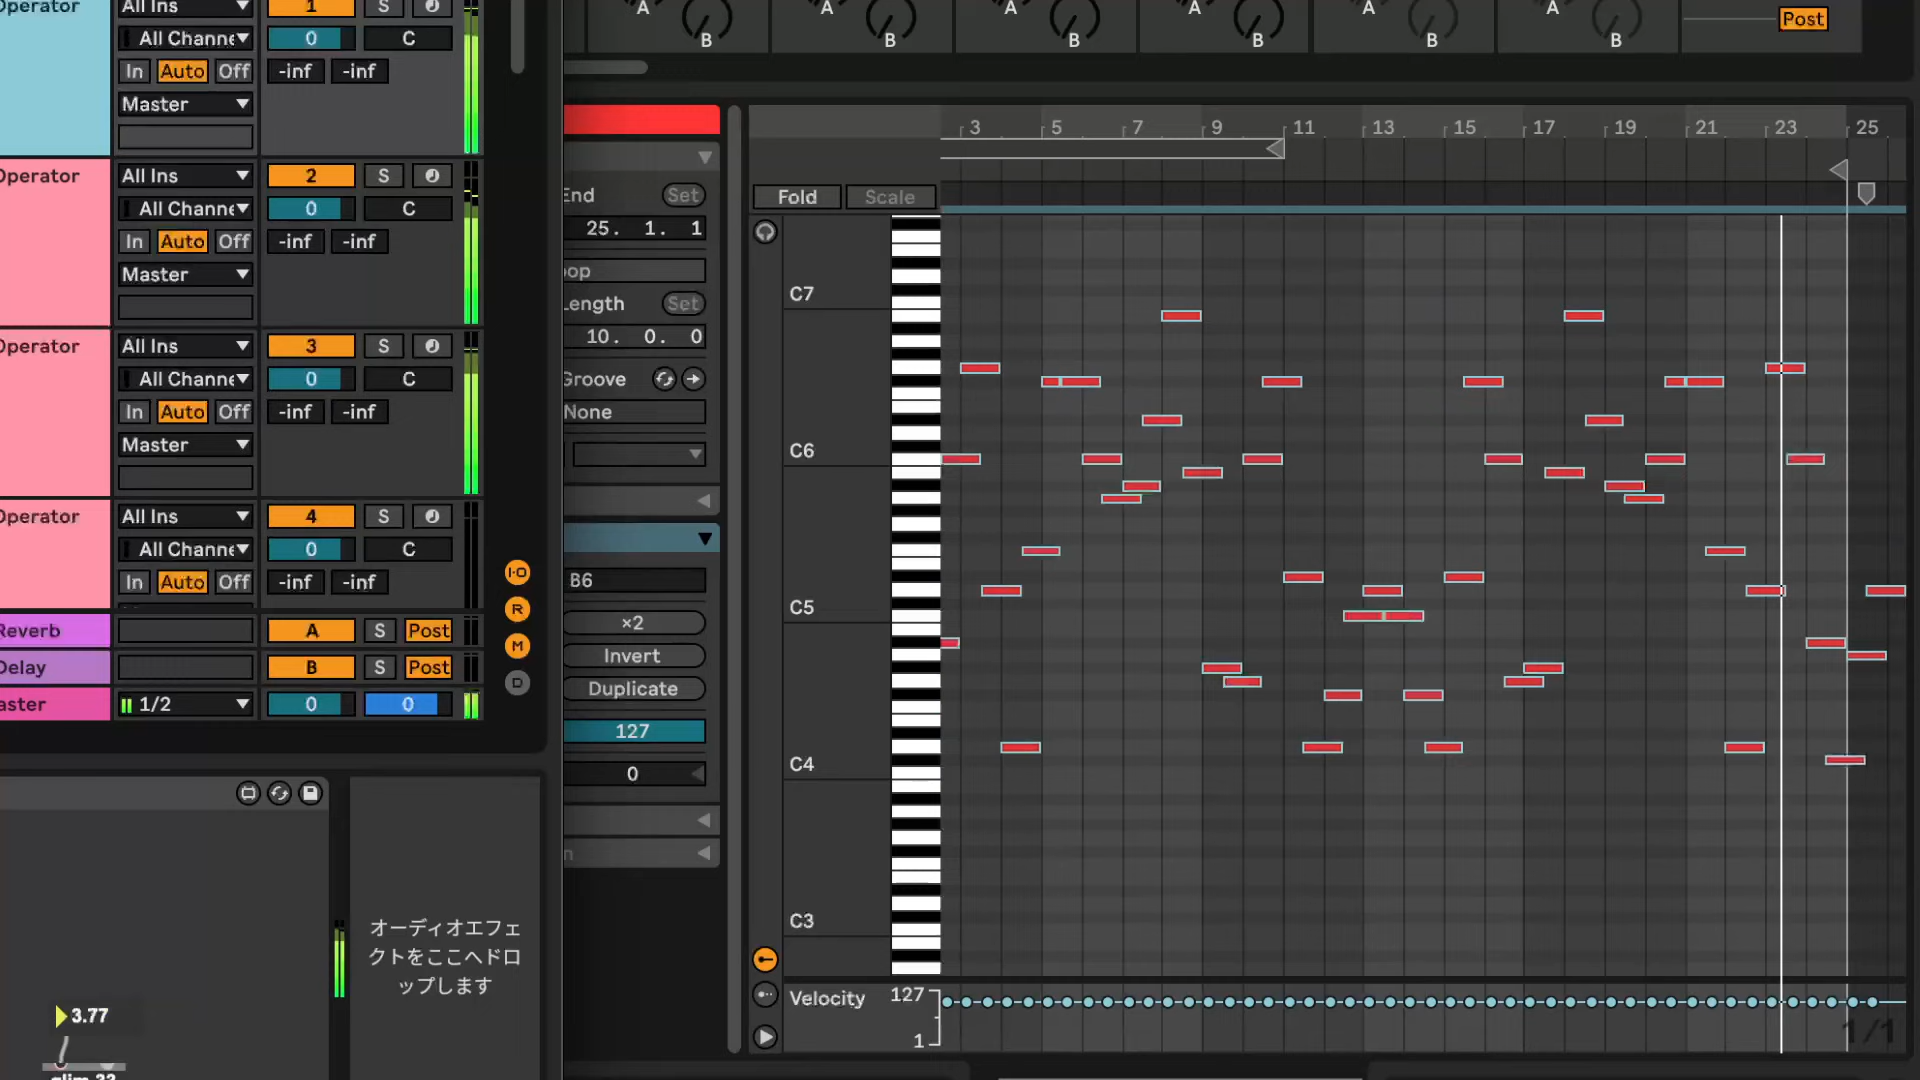 Operator
All Ins
1
S
All Channe
0
C
In Auto Off
-inf -inf
Master
Operator
All Ins
2
S
All Channe
0
C
In Auto Off
-inf -inf
Master
Operator
All Ins
3
S
All Channe
0
C
In Auto Off
-inf -inf
Master
Operator
All Ins
4
S
All Channe
0
C
In Auto Off
-inf -inf
Reverb
A
S
Post
Delay
B
S
Post
aster
1/2
0
0
I·O
R
M
D
A B
A B
A B
A B
A B
A B
Post
End
Set
25. 1. 1
oop
Length
Set
10. 0. 0
Groove
None
B6
×2
Invert
Duplicate
127
0
n
3 5 7 9 11 13 15 17 19 21 23 25
Fold
Scale
C7
C6
C5
C4
C3
Velocity
127
1
1/1
オーディオエフェ
クトをここへドロ
ップします
3.77